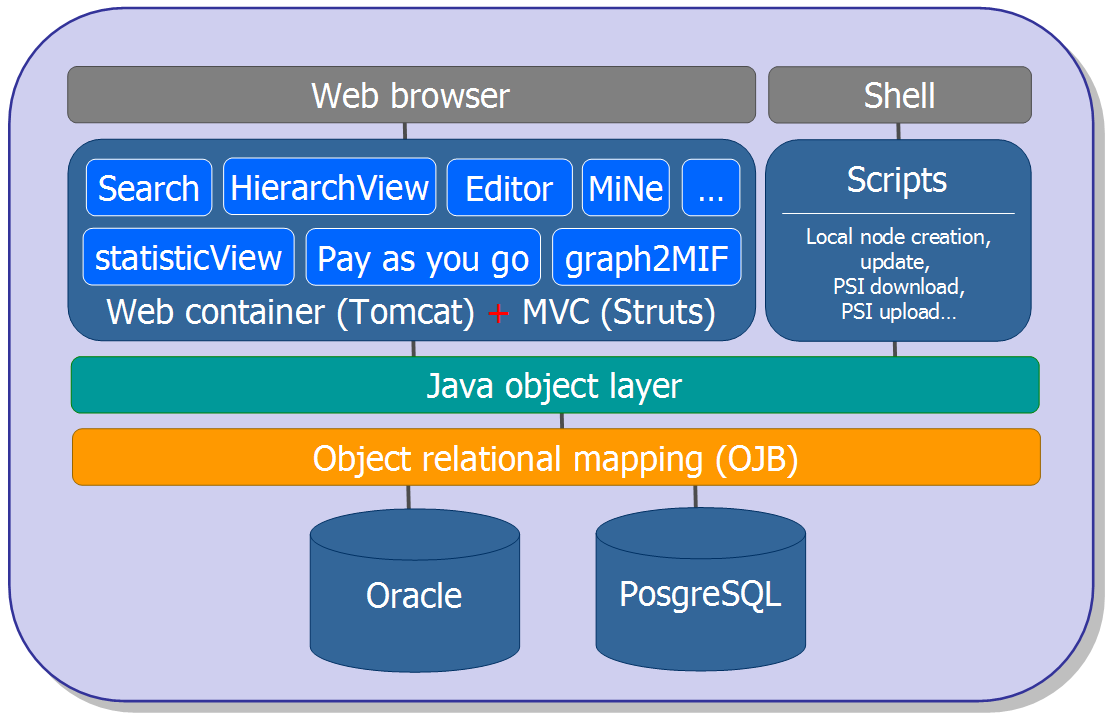 Web browser
Shell
Search
HierarchView
Editor
MiNe
...
statisticView
Pay as you go
graph2MIF
Web container (Tomcat) + MVC (Struts)
Scripts
Local node creation,
update,
PSI download,
PSI upload...
Java object layer
Object relational mapping (OJB)
Oracle
PosgreSQL